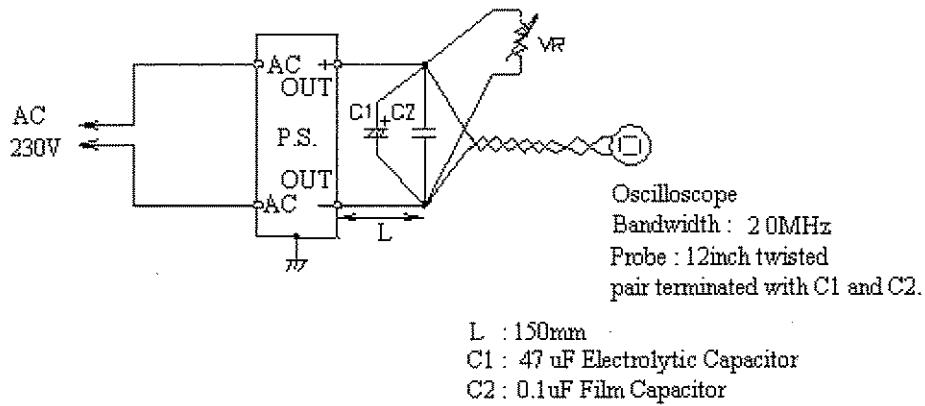 AC
230V
AC +
OUT
P.S.
OUT
AC −
C1
+
C2
VR
L
Oscilloscope
Bandwidth : 20MHz
Probe : 12inch twisted
pair terminated with C1 and C2.
L : 150mm
C1 : 47 uF Electrolytic Capacitor
C2 : 0.1uF Film Capacitor